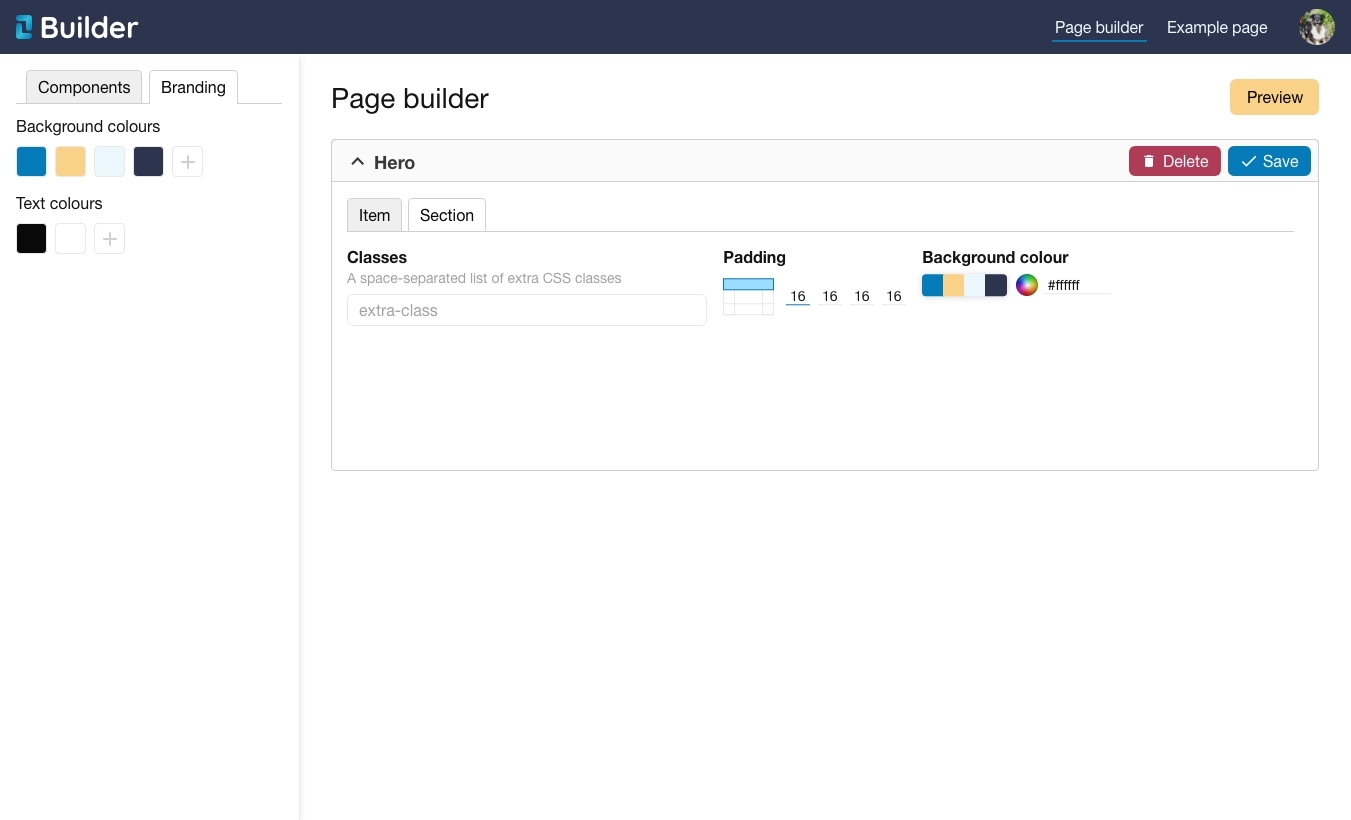 Builder
Page builder Example page
Components Branding
Background colours
Text colours
Page builder
Preview
Hero
Delete Save
Item Section
Classes
A space-separated list of extra CSS classes
extra-class
Padding
16 16 16 16
Background colour
#ffffff